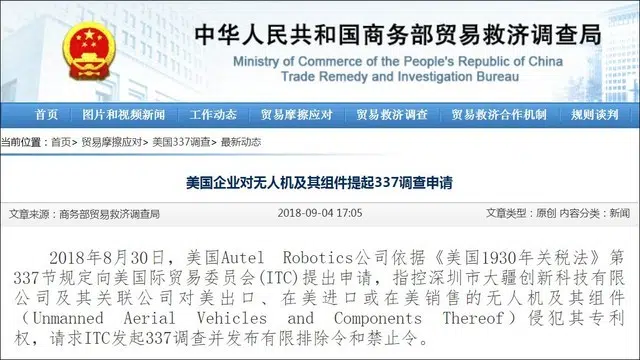 中华人民共和国商务部贸易救济调查局
Ministry of Commerce of the People's Republic of China
Trade Remedy and Investigation Bureau
首页 图片和视频新闻 工作动态 贸易摩擦应对 贸易救济调查 贸易救济合作机制 规则谈判
当前位置：首页> 贸易摩擦应对> 美国337调查> 最新动态
美国企业对无人机及其组件提起337调查申请
文章来源：商务部贸易救济调查局 2018-09-04 17:05 文章类型：原创 内容分类：新闻
2018年8月30日，美国Autel Robotics公司依据《美国1930年关税法》第
337节规定向美国际贸易委员会(ITC)提出申请，指控深圳市大疆创新科技有限
公司及其关联公司对美出口、在美进口或在美销售的无人机及其组件
（Unmanned Aerial Vehicles and Components Thereof）侵犯其专利
权，请求ITC发起337调查并发布有限排除令和禁止令。